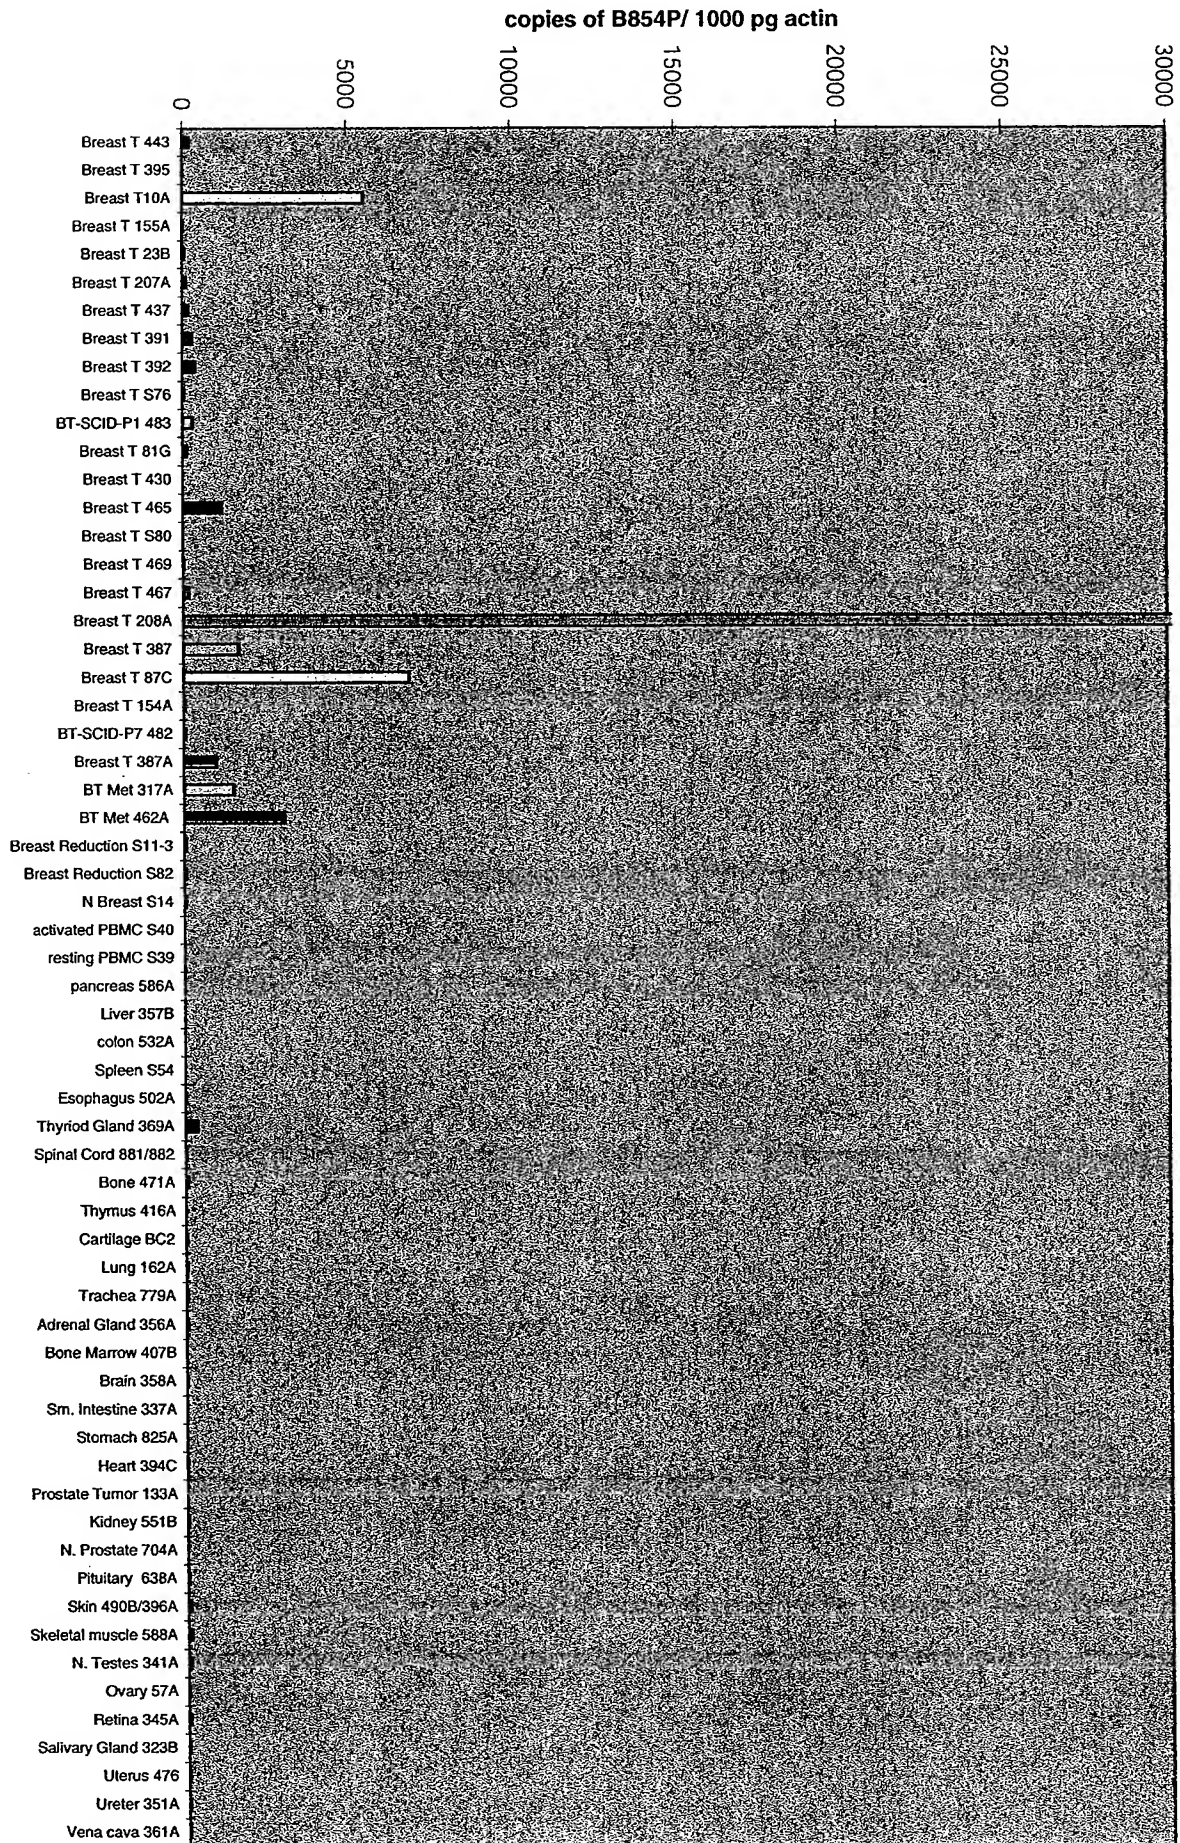 copies of B854P/ 1000 pg actin
0
5000
10000
15000
20000
25000
30000
Breast T 443
Breast T 395
Breast T10A
Breast T 155A
Breast T 23B
Breast T 207A
Breast T 437
Breast T 391
Breast T 392
Breast T S76
BT-SCID-P1 483
Breast T 81G
Breast T 430
Breast T 465
Breast T S80
Breast T 469
Breast T 467
Breast T 208A
Breast T 387
Breast T 87C
Breast T 154A
BT-SCID-P7 482
Breast T 387A
BT Met 317A
BT Met 462A
Breast Reduction S11-3
Breast Reduction S82
N Breast S14
activated PBMC S40
resting PBMC S39
pancreas 586A
Liver 357B
colon 532A
Spleen S54
Esophagus 502A
Thyriod Gland 369A
Spinal Cord 881/882
Bone 471A
Thymus 416A
Cartilage BC2
Lung 162A
Trachea 779A
Adrenal Gland 356A
Bone Marrow 407B
Brain 358A
Sm. Intestine 337A
Stomach 825A
Heart 394C
Prostate Tumor 133A
Kidney 551B
N. Prostate 704A
Pituitary 638A
Skin 490B/396A
Skeletal muscle 588A
N. Testes 341A
Ovary 57A
Retina 345A
Salivary Gland 323B
Uterus 476
Ureter 351A
Vena cava 361A